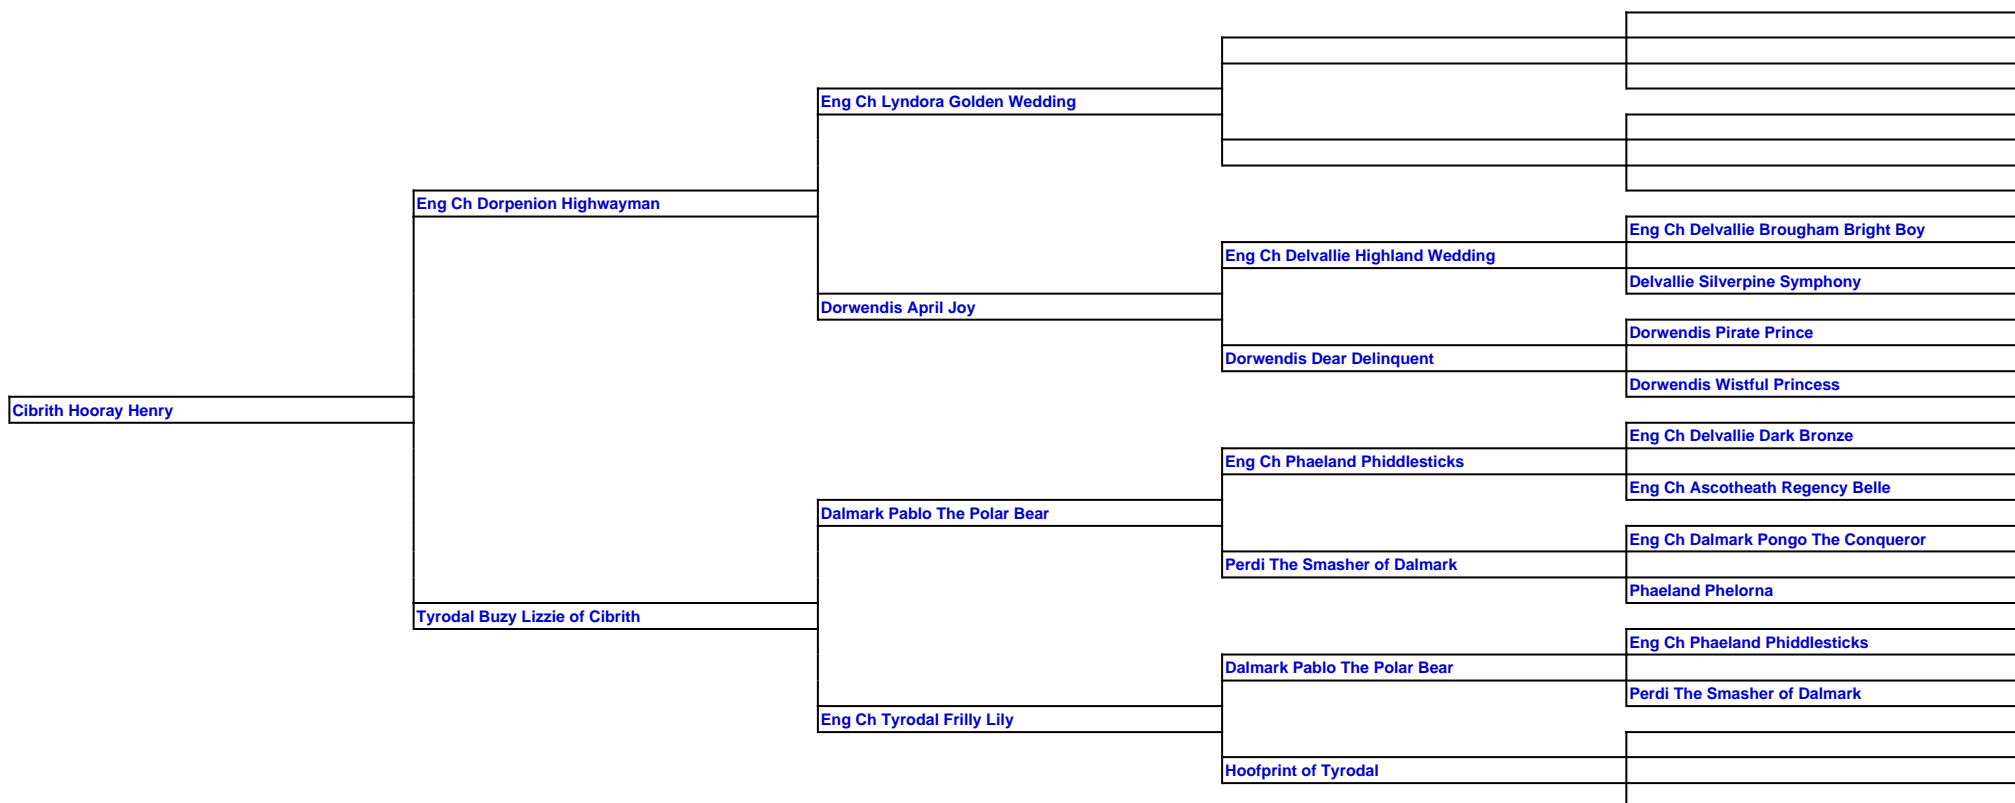 Eng Ch Lyndora Golden Wedding
Eng Ch Dorpenion Highwayman
Eng Ch Delvallie Brougham Bright Boy
Eng Ch Delvallie Highland Wedding
Delvallie Silverpine Symphony
Dorwendis April Joy
Dorwendis Pirate Prince
Dorwendis Dear Delinquent
Dorwendis Wistful Princess
Cibrith Hooray Henry
Eng Ch Delvallie Dark Bronze
Eng Ch Phaeland Phiddlesticks
Eng Ch Ascotheath Regency Belle
Dalmark Pablo The Polar Bear
Eng Ch Dalmark Pongo The Conqueror
Perdi The Smasher of Dalmark
Phaeland Phelorna
Tyrodal Buzy Lizzie of Cibrith
Eng Ch Phaeland Phiddlesticks
Dalmark Pablo The Polar Bear
Perdi The Smasher of Dalmark
Eng Ch Tyrodal Frilly Lily
Hoofprint of Tyrodal